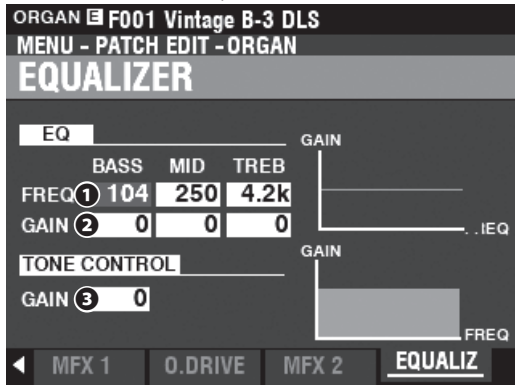 ORGAN E F001 Vintage B-3 DLS
MENU - PATCH EDIT - ORGAN
EQUALIZER
EQ
BASS MID TREB
FREQ 1 104 250 4.2k
GAIN 2 0 0 0
GAIN
. . IEQ
TONE CONTROL
GAIN 3 0
GAIN
FREQ
MFX 1 O.DRIVE MFX 2 EQUALIZ